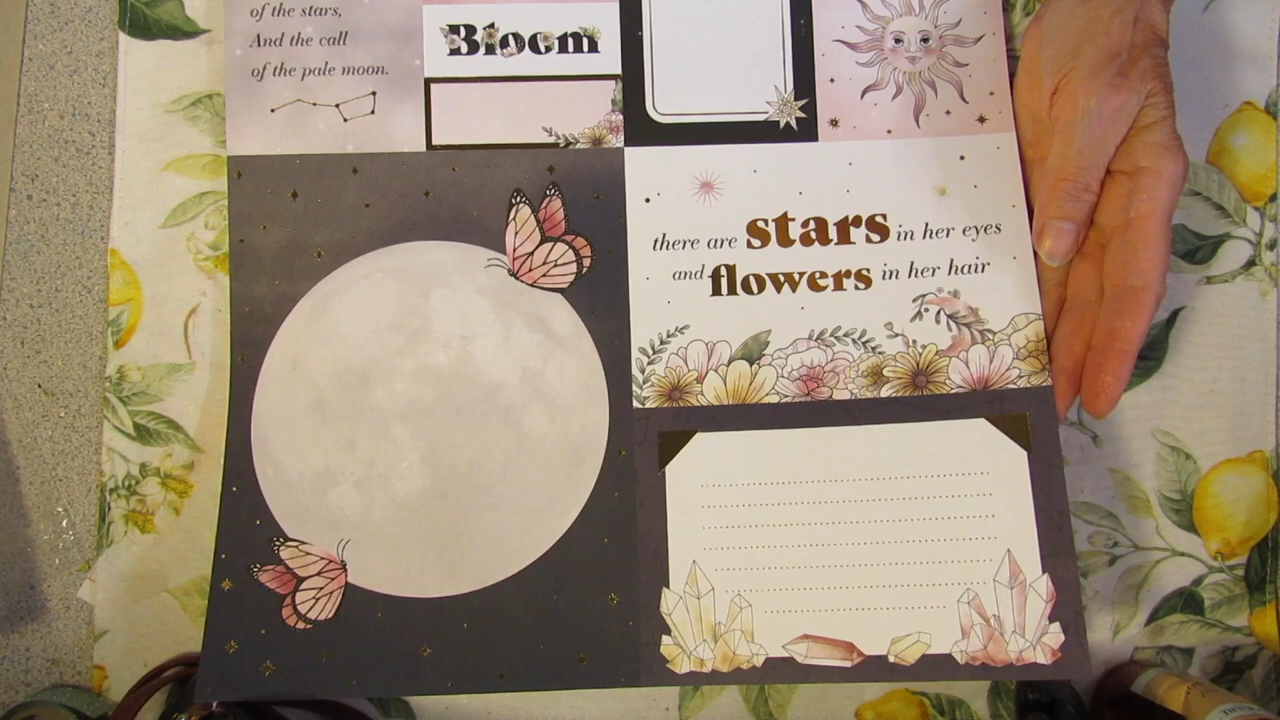 of the stars,
And the call
of the pale moon.
Bloom
there are stars in her eyes
and flowers in her hair